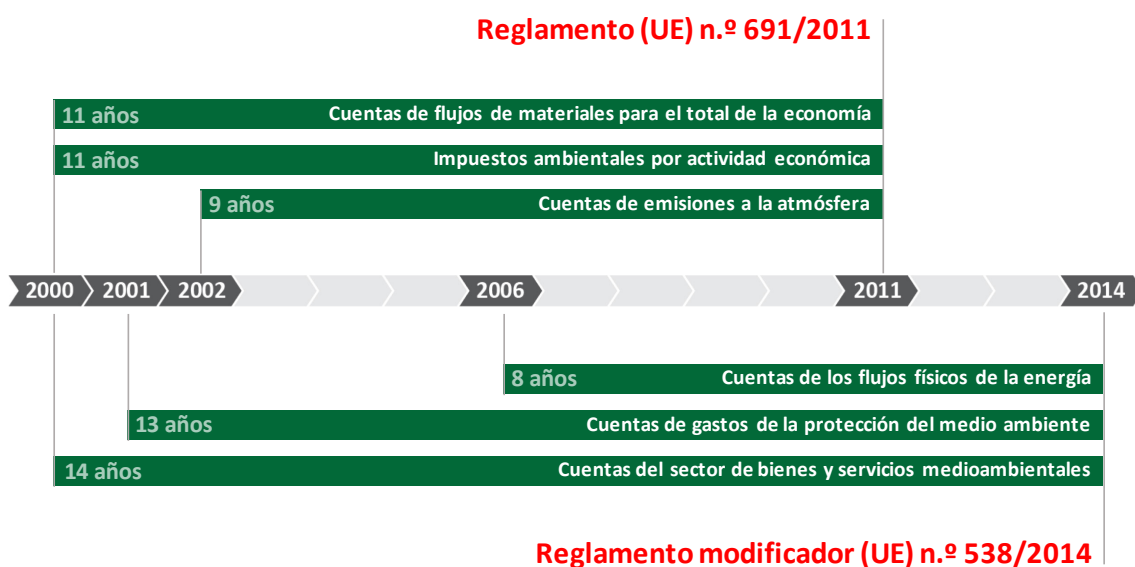 Reglamento (UE) n.º 691/2011
11 años Cuentas de flujos de materiales para el total de la economía
11 años Impuestos ambientales por actividad económica
9 años Cuentas de emisiones a la atmósfera
2000 2001 2002 2006 2011 2014
8 años Cuentas de los flujos físicos de la energía
13 años Cuentas de gastos de la protección del medio ambiente
14 años Cuentas del sector de bienes y servicios medioambientales
Reglamento modificador (UE) n.º 538/2014